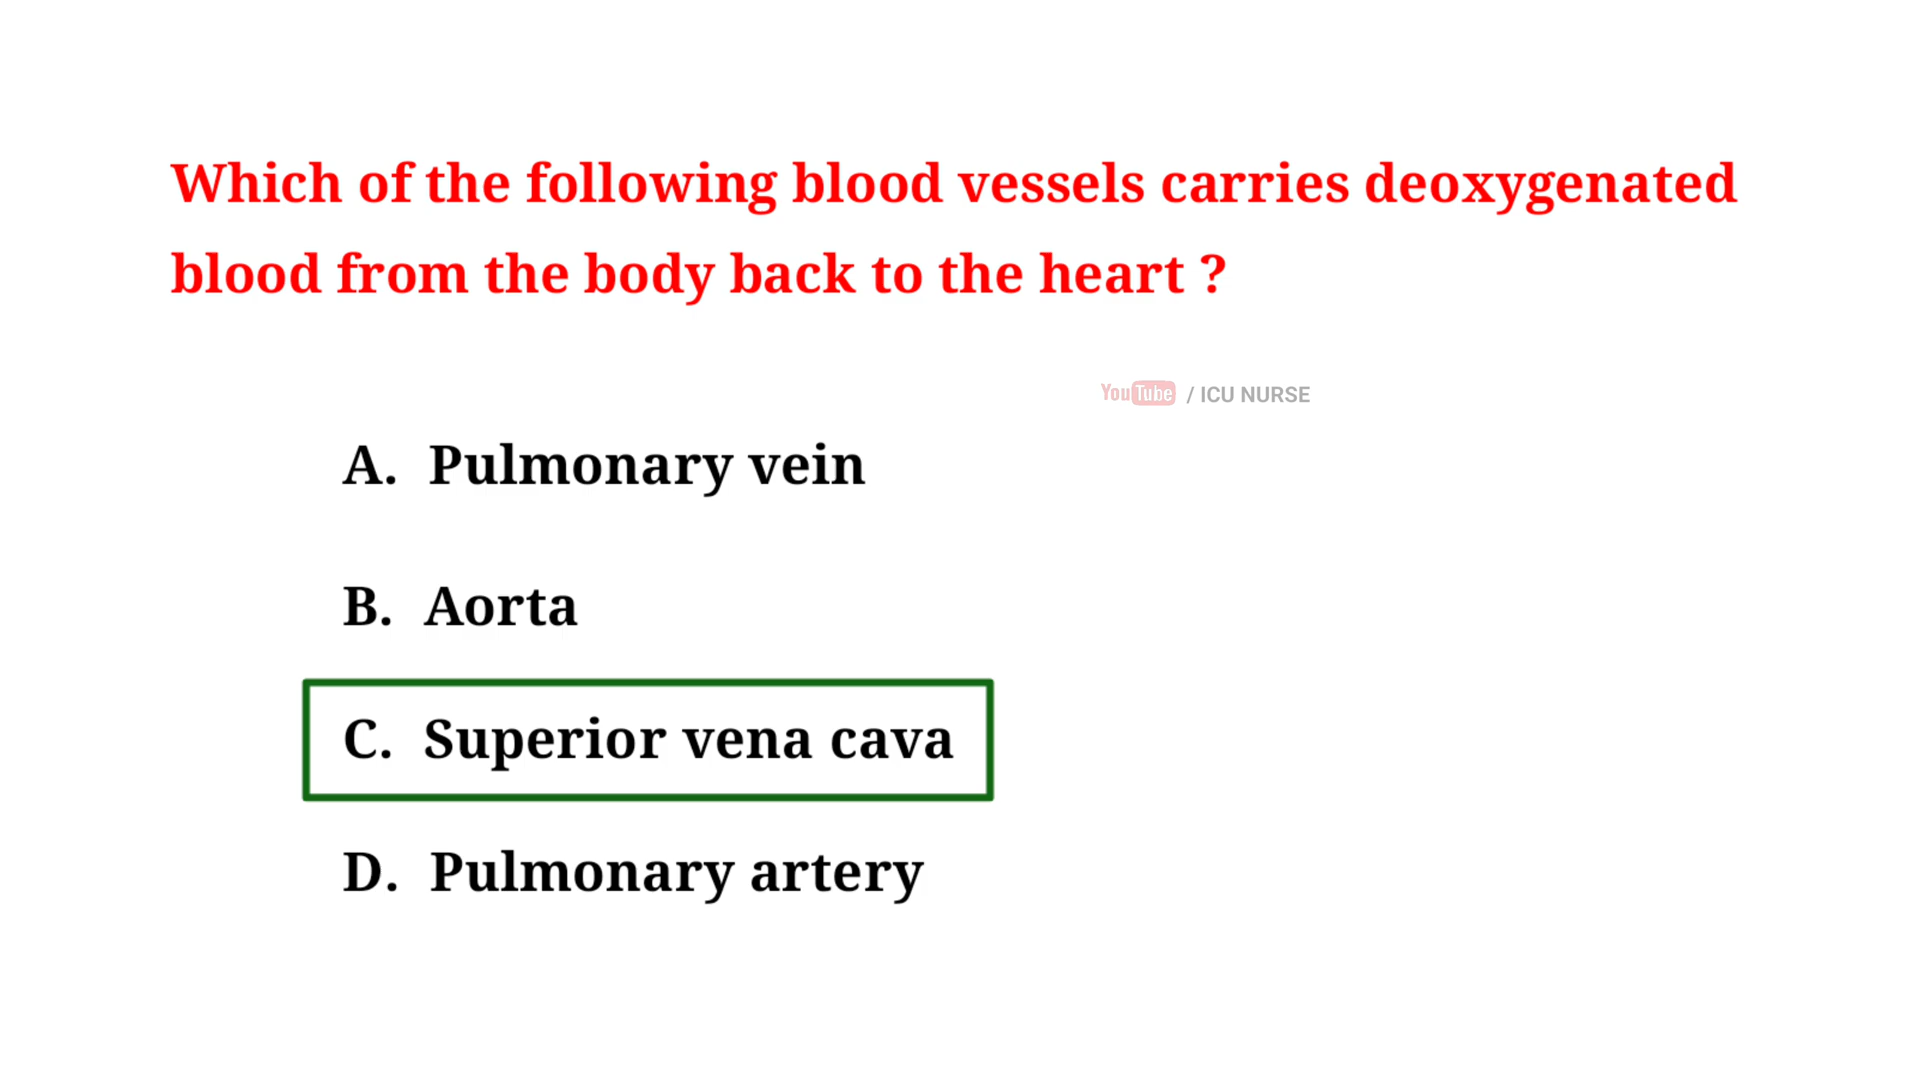 Which of the following blood vessels carries deoxygenated
blood from the body back to the heart ?
YouTube / ICU NURSE
A. Pulmonary vein
B. Aorta
C. Superior vena cava
D. Pulmonary artery